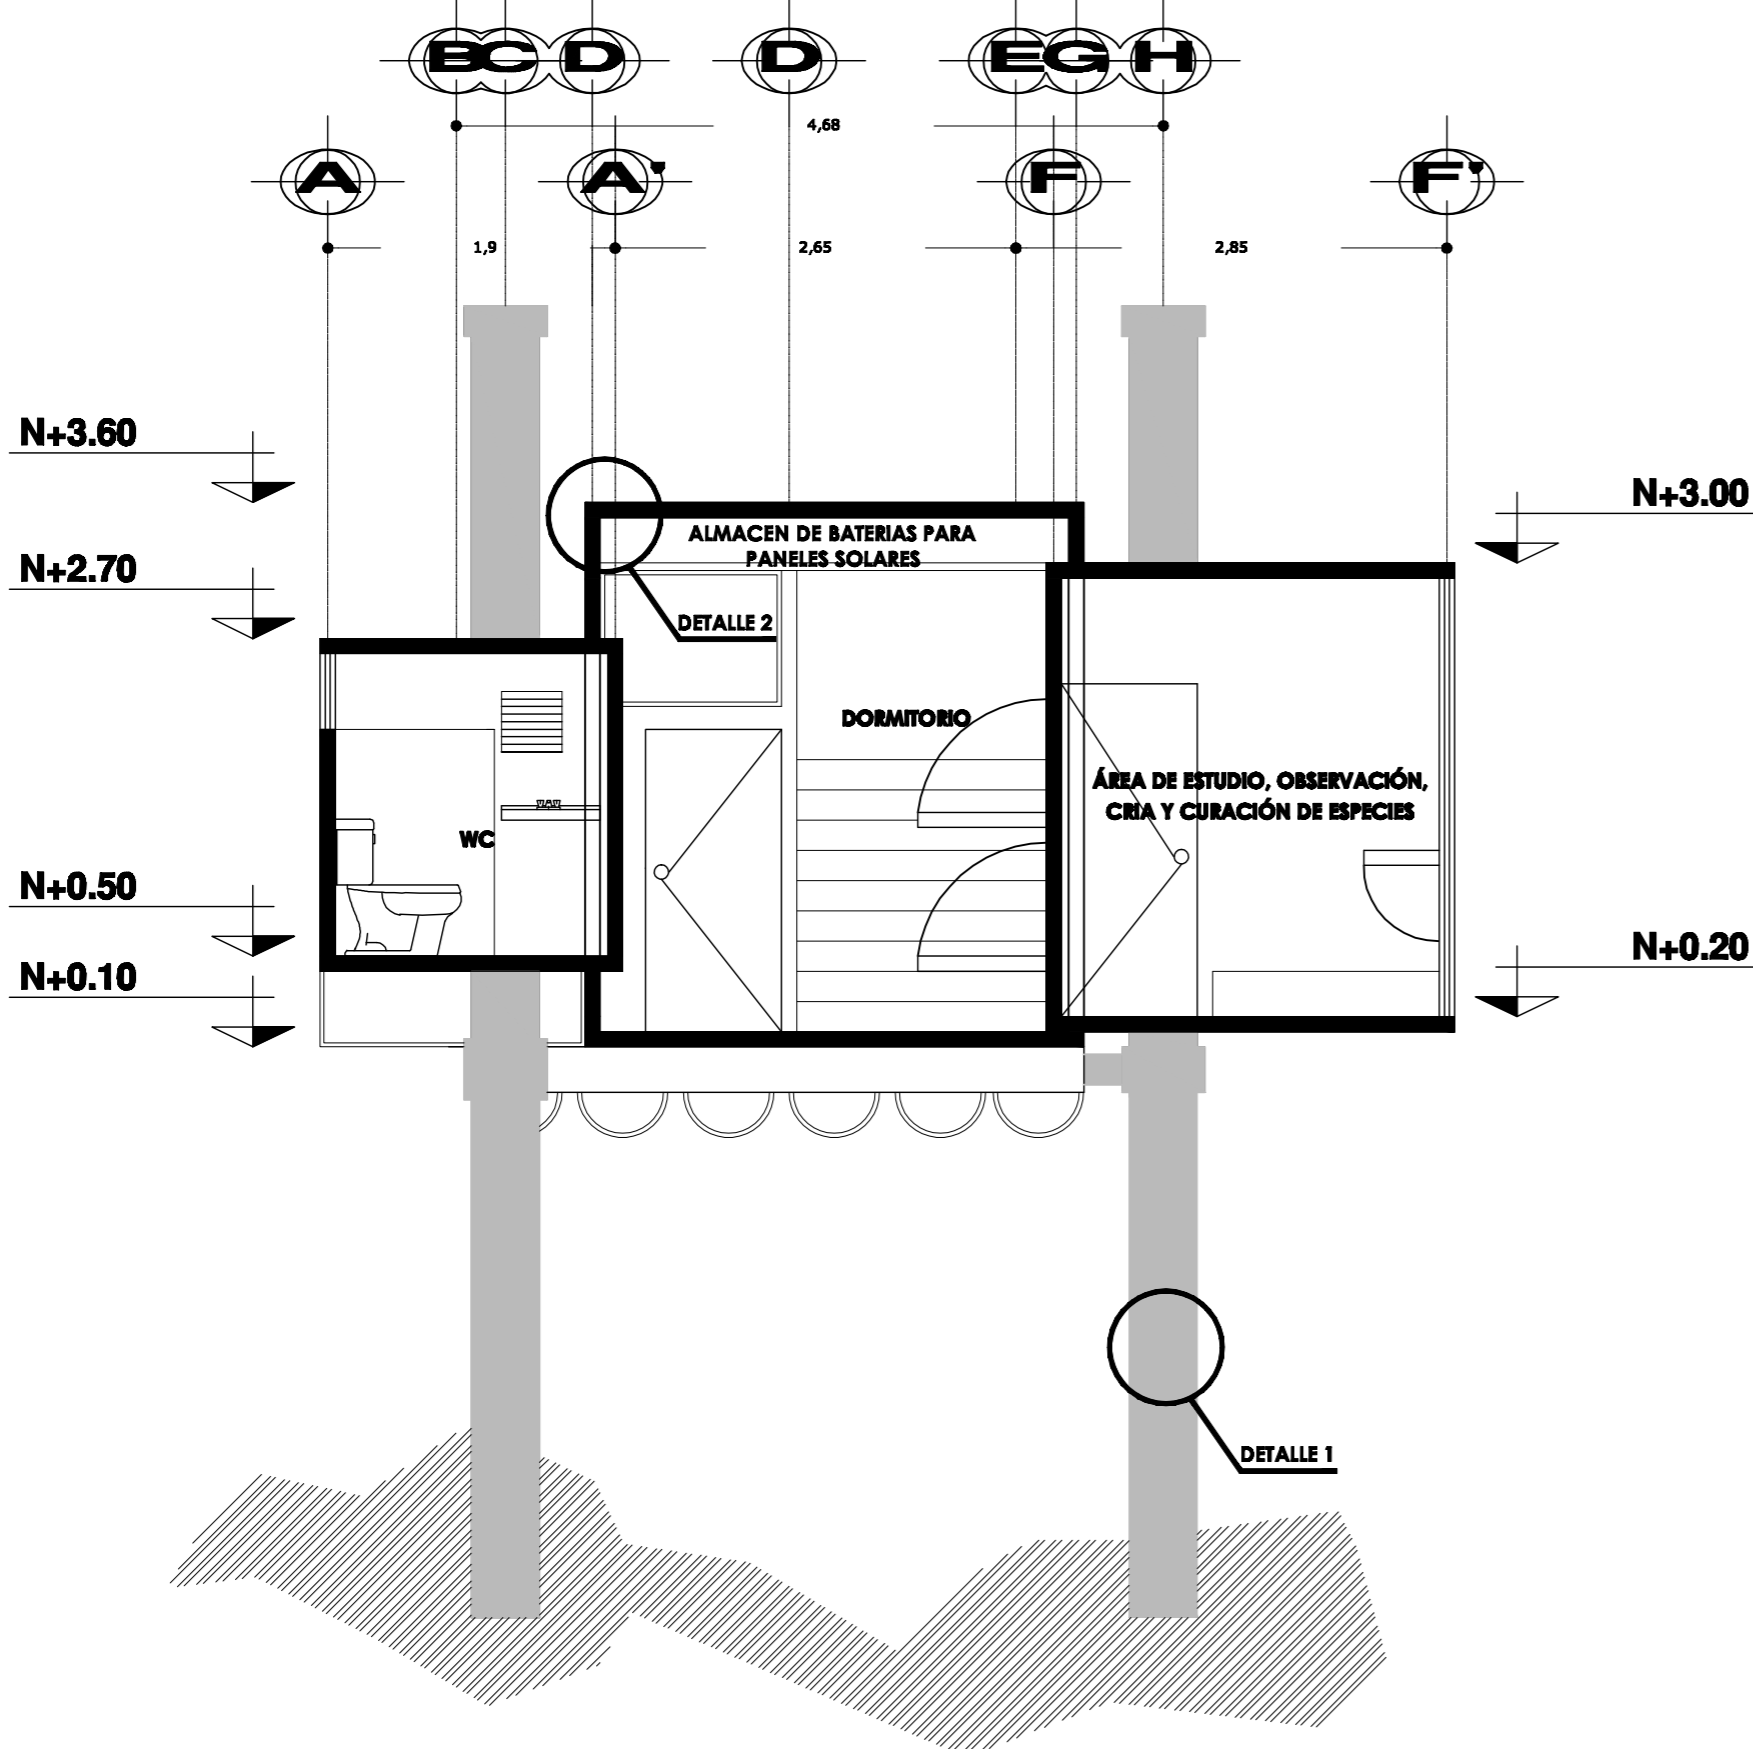 B C D D E G H
4,68
A A' F F'
1,9 2,65 2,85
N+3.60
N+3.00
ALMACEN DE BATERIAS PARA
PANELES SOLARES
N+2.70
DETALLE 2
DORMITORIO
ÁREA DE ESTUDIO, OBSERVACIÓN,
CRIA Y CURACIÓN DE ESPECIES
WC
N+0.50
N+0.20
N+0.10
DETALLE 1